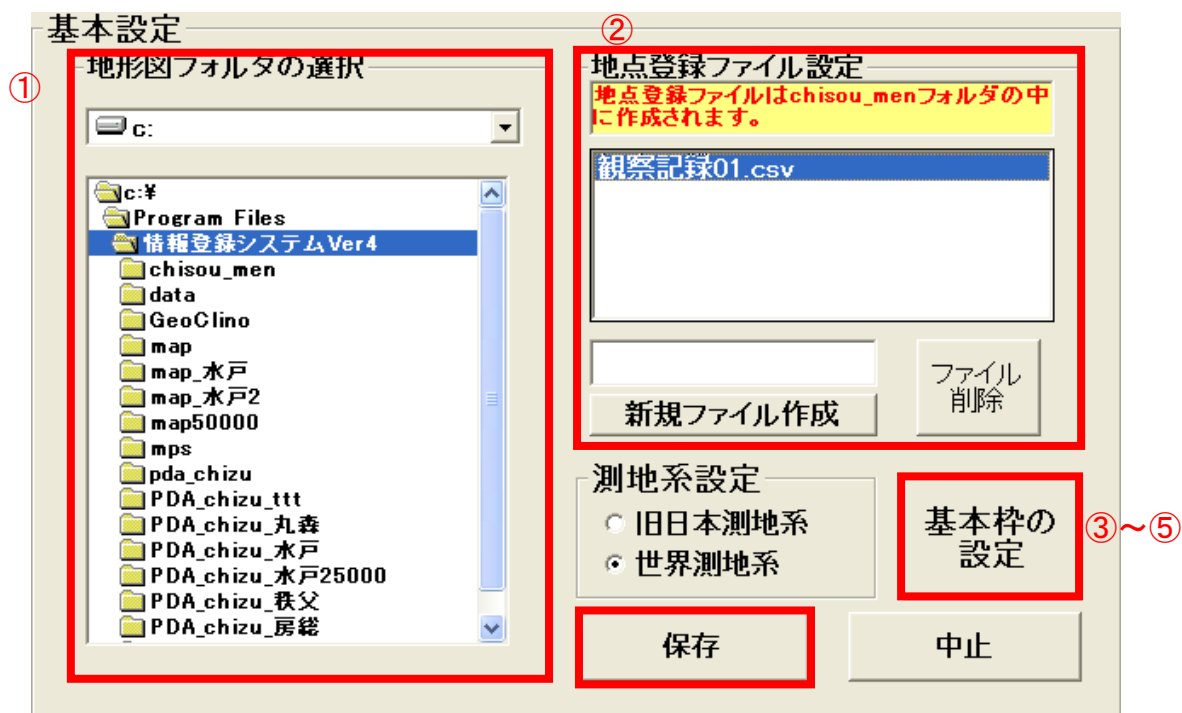 基本設定
①
地形図フォルダの選択
c:
c:¥
Program Files
情報登録システムVer4
chisou_men
data
GeoClino
map
map_水戸
map_水戸2
map50000
mps
pda_chizu
PDA_chizu_ttt
PDA_chizu_丸森
PDA_chizu_水戸
PDA_chizu_水戸25000
PDA_chizu_秩父
PDA_chizu_房総
②
地点登録ファイル設定
地点登録ファイルはchisou_menフォルダの中
に作成されます。
観察記録01.csv
新規ファイル作成
ファイル
削除
測地系設定
旧日本測地系
世界測地系
基本枠の
設定
③～⑤
保存
中止